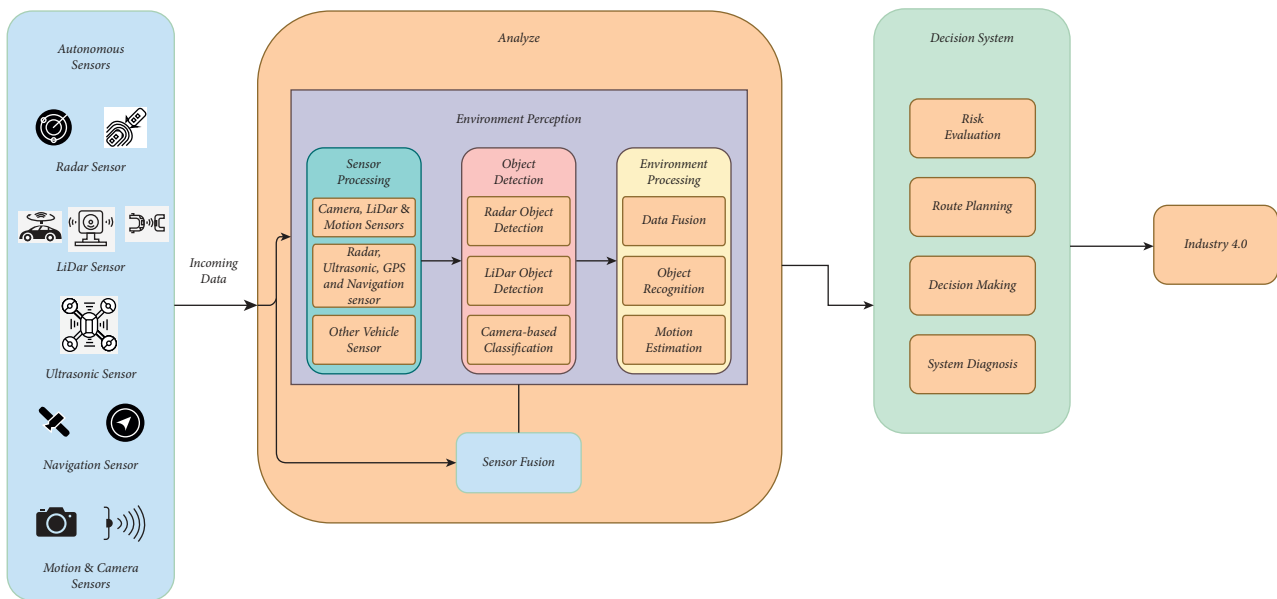 Autonomous
Sensors
Radar Sensor
LiDar Sensor
Ultrasonic Sensor
Navigation Sensor
Motion & Camera
Sensors
Incoming
Data
Analyze
Environment Perception
Sensor
Processing
Camera, LiDar &
Motion Sensors
Radar,
Ultrasonic, GPS
and Navigation
sensor
Other Vehicle
Sensor
Object
Detection
Radar Object
Detection
LiDar Object
Detection
Camera-based
Classification
Environment
Processing
Data Fusion
Object
Recognition
Motion
Estimation
Sensor Fusion
Decision System
Risk
Evaluation
Route Planning
Decision Making
System Diagnosis
Industry 4.0